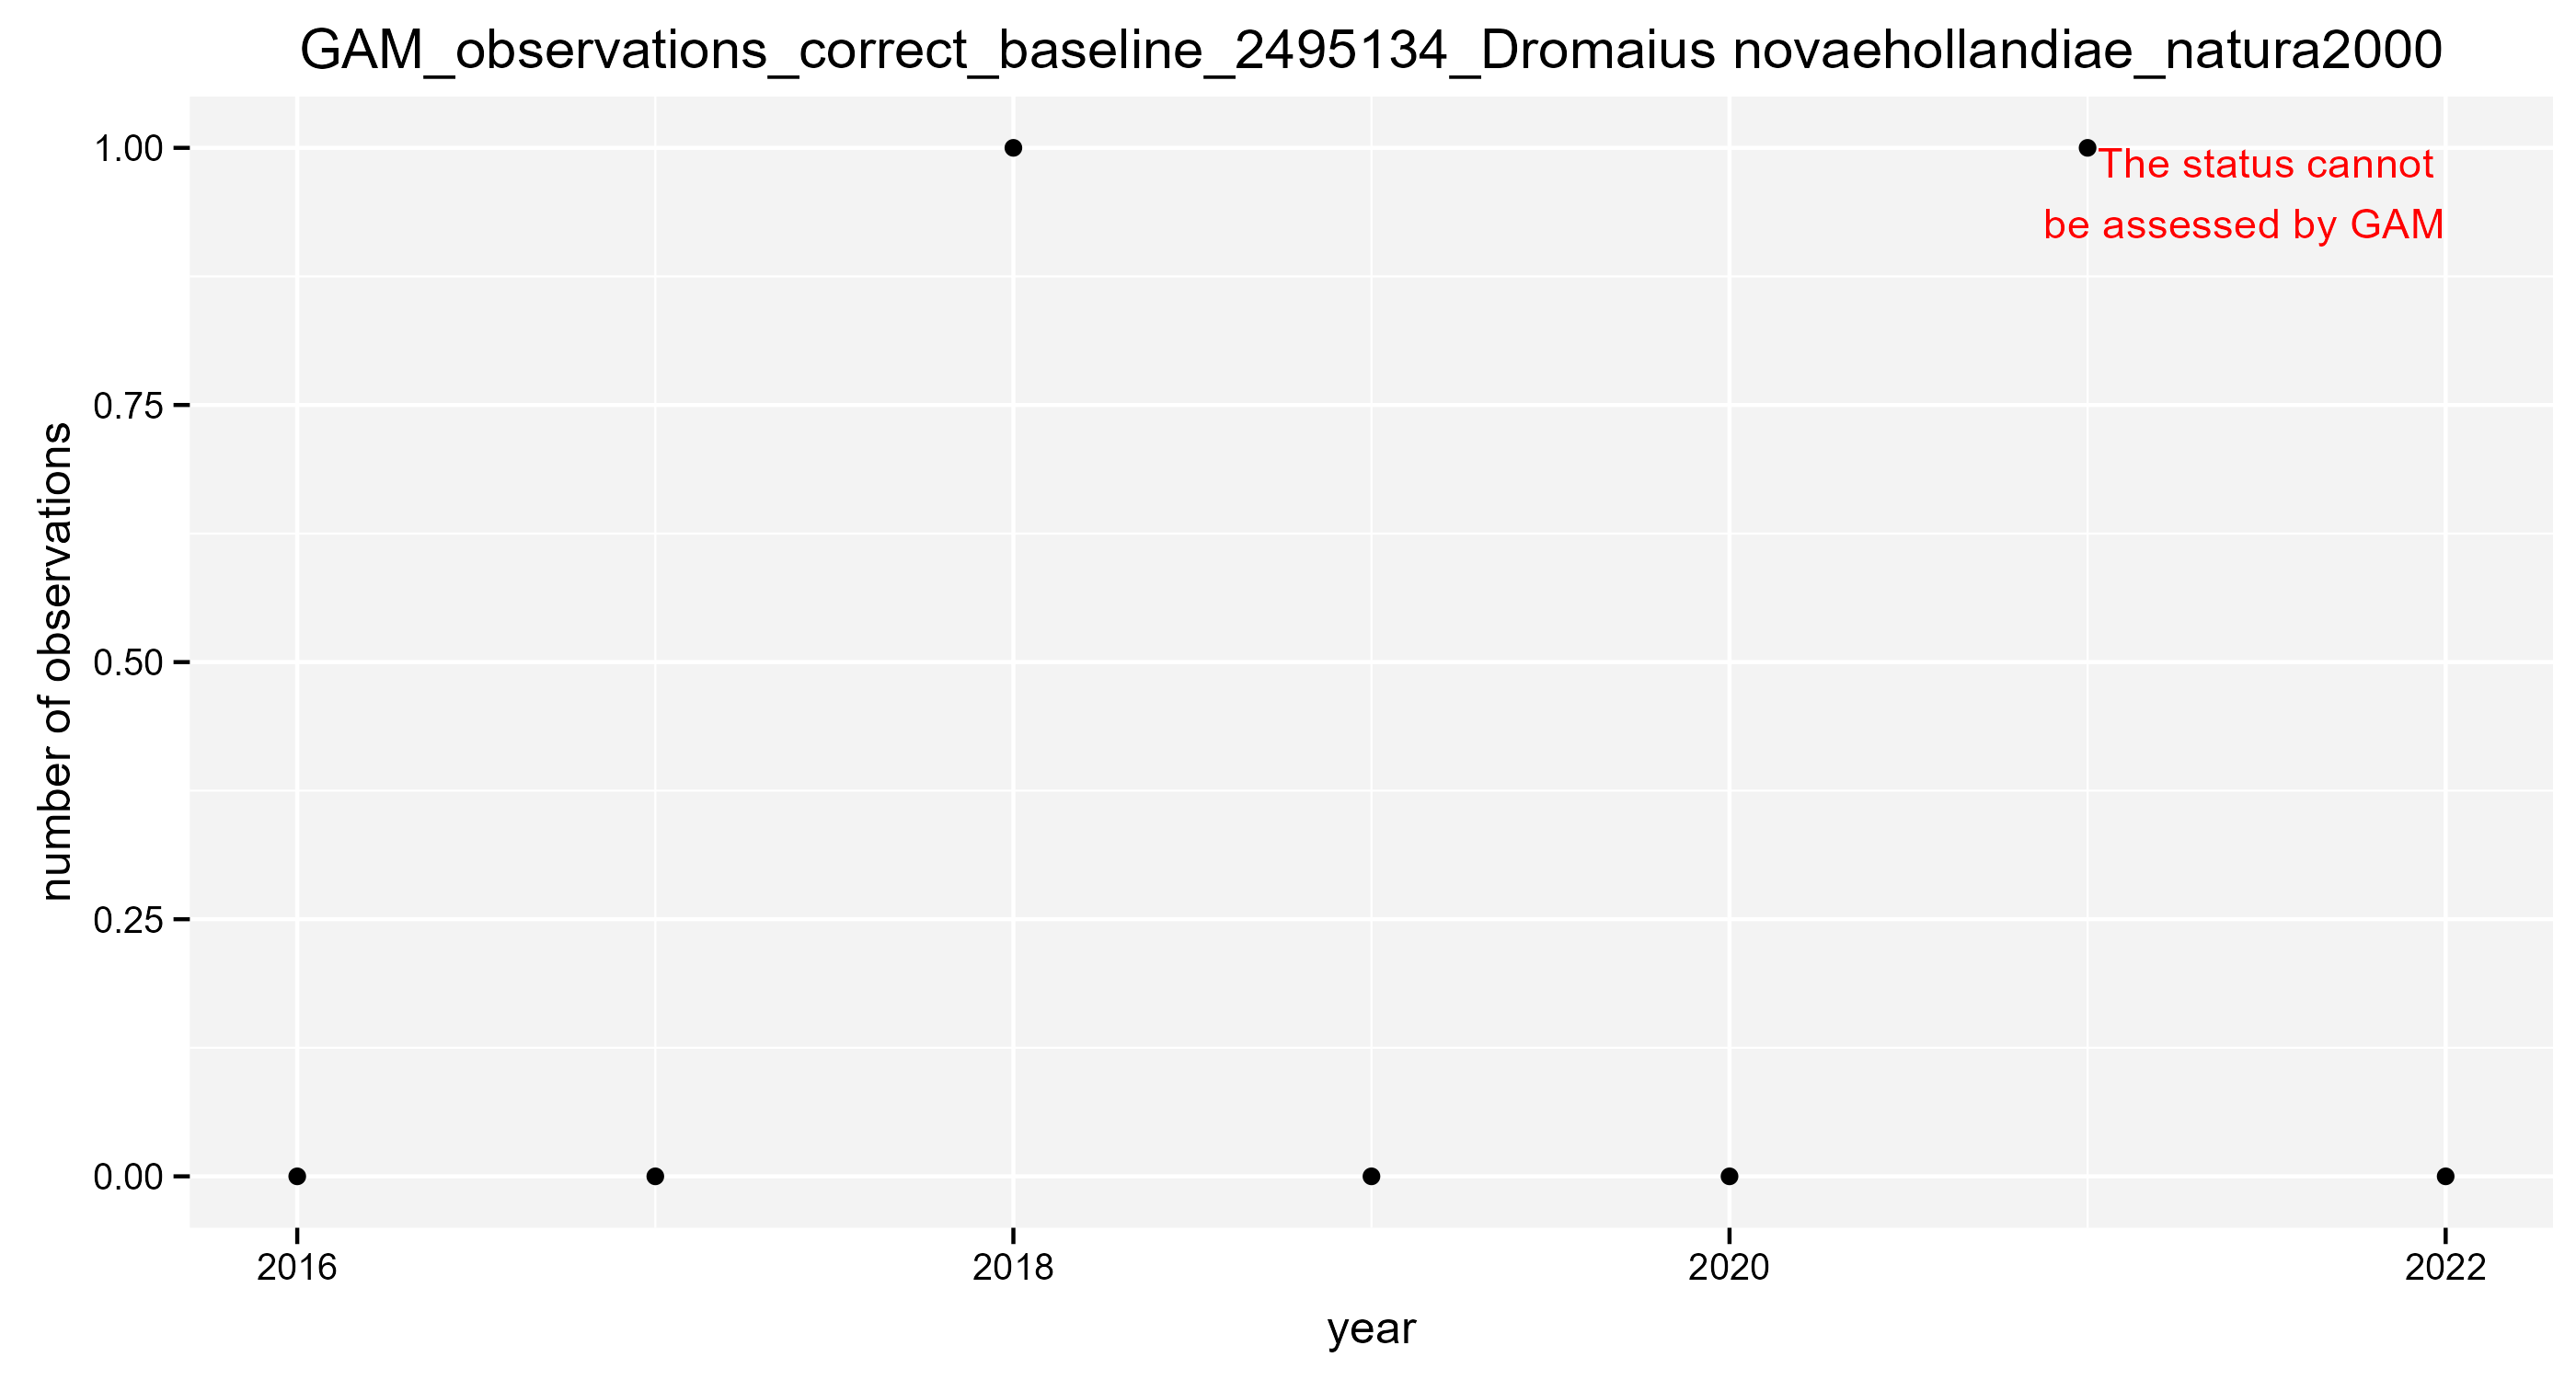 GAM_observations_correct_baseline_2495134_Dromaius novaehollandiae_natura2000
1.00
The status cannot
be assessed by GAM
0.75
number of observations
0.50
0.25
0.00
2016 2018 2020 2022
year